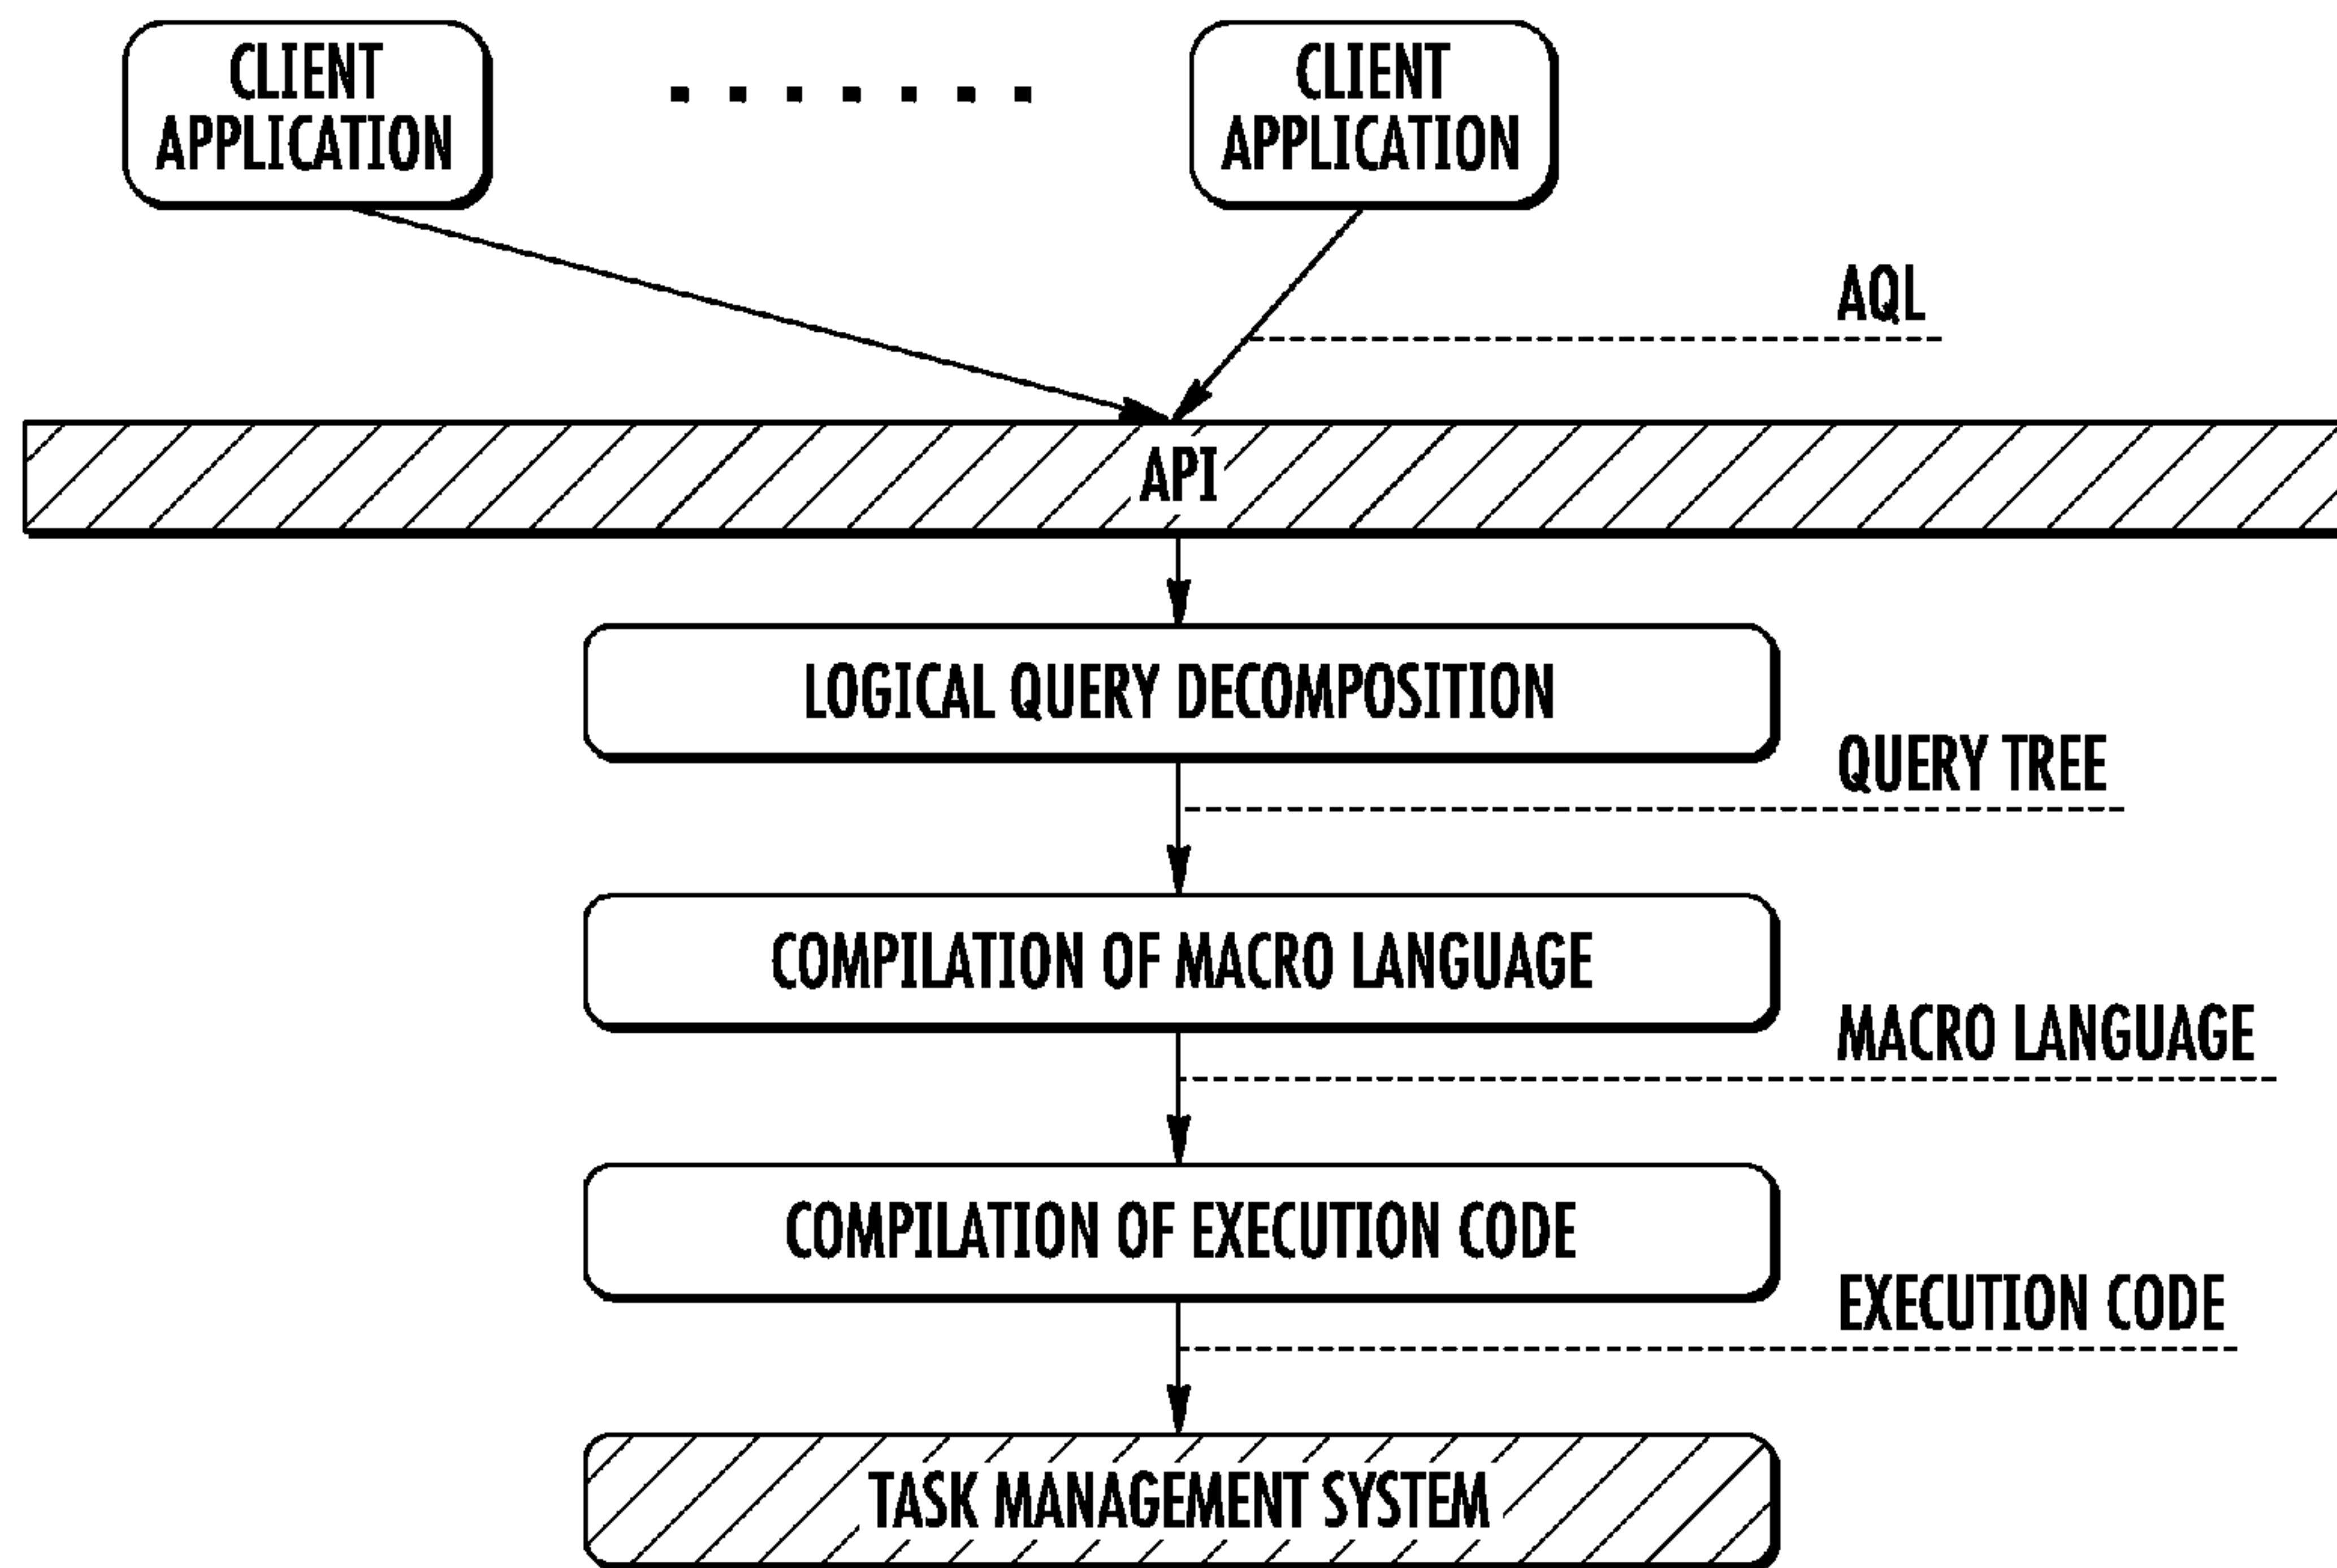 CLIENT
APPLICATION
CLIENT
APPLICATION
AQL
API
LOGICAL QUERY DECOMPOSITION
QUERY TREE
COMPILATION OF MACRO LANGUAGE
MACRO LANGUAGE
COMPILATION OF EXECUTION CODE
EXECUTION CODE
TASK MANAGEMENT SYSTEM